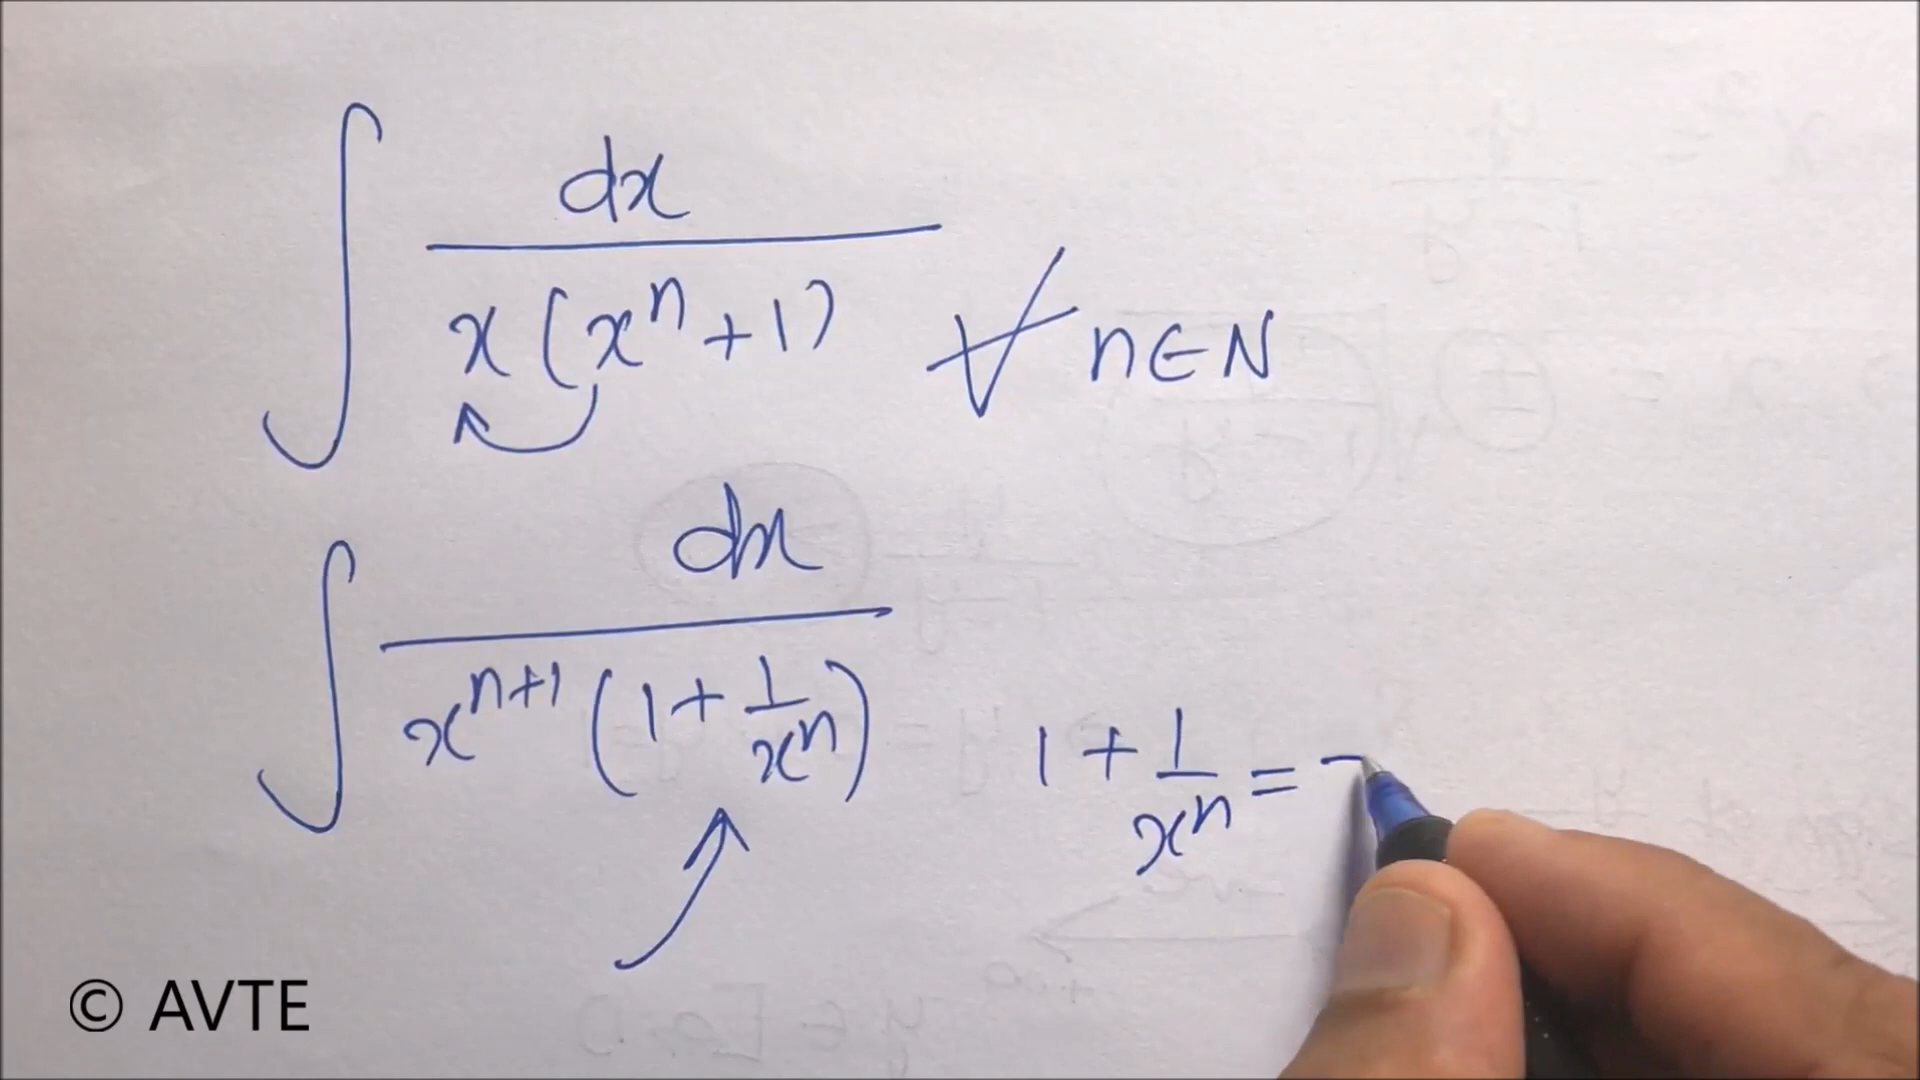 ∫ dx / x(xⁿ+1) ∀ n∈N
∫ dx / xⁿ⁺¹(1+1/xⁿ)
1+1/xⁿ=
© AVTE